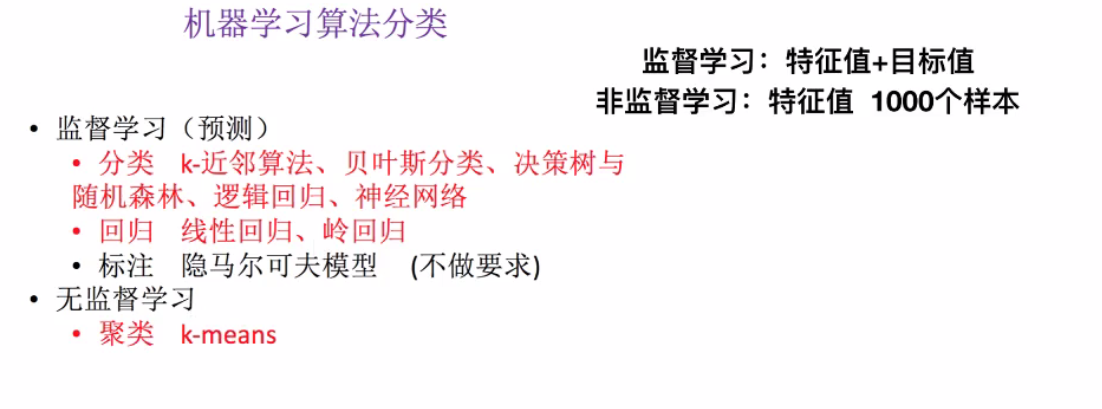 机器学习算法分类
监督学习：特征值+目标值
非监督学习：特征值 1000个样本
• 监督学习（预测）
• 分类 k-近邻算法、贝叶斯分类、决策树与
随机森林、逻辑回归、神经网络
• 回归 线性回归、岭回归
• 标注 隐马尔可夫模型 (不做要求)
• 无监督学习
• 聚类 k-means